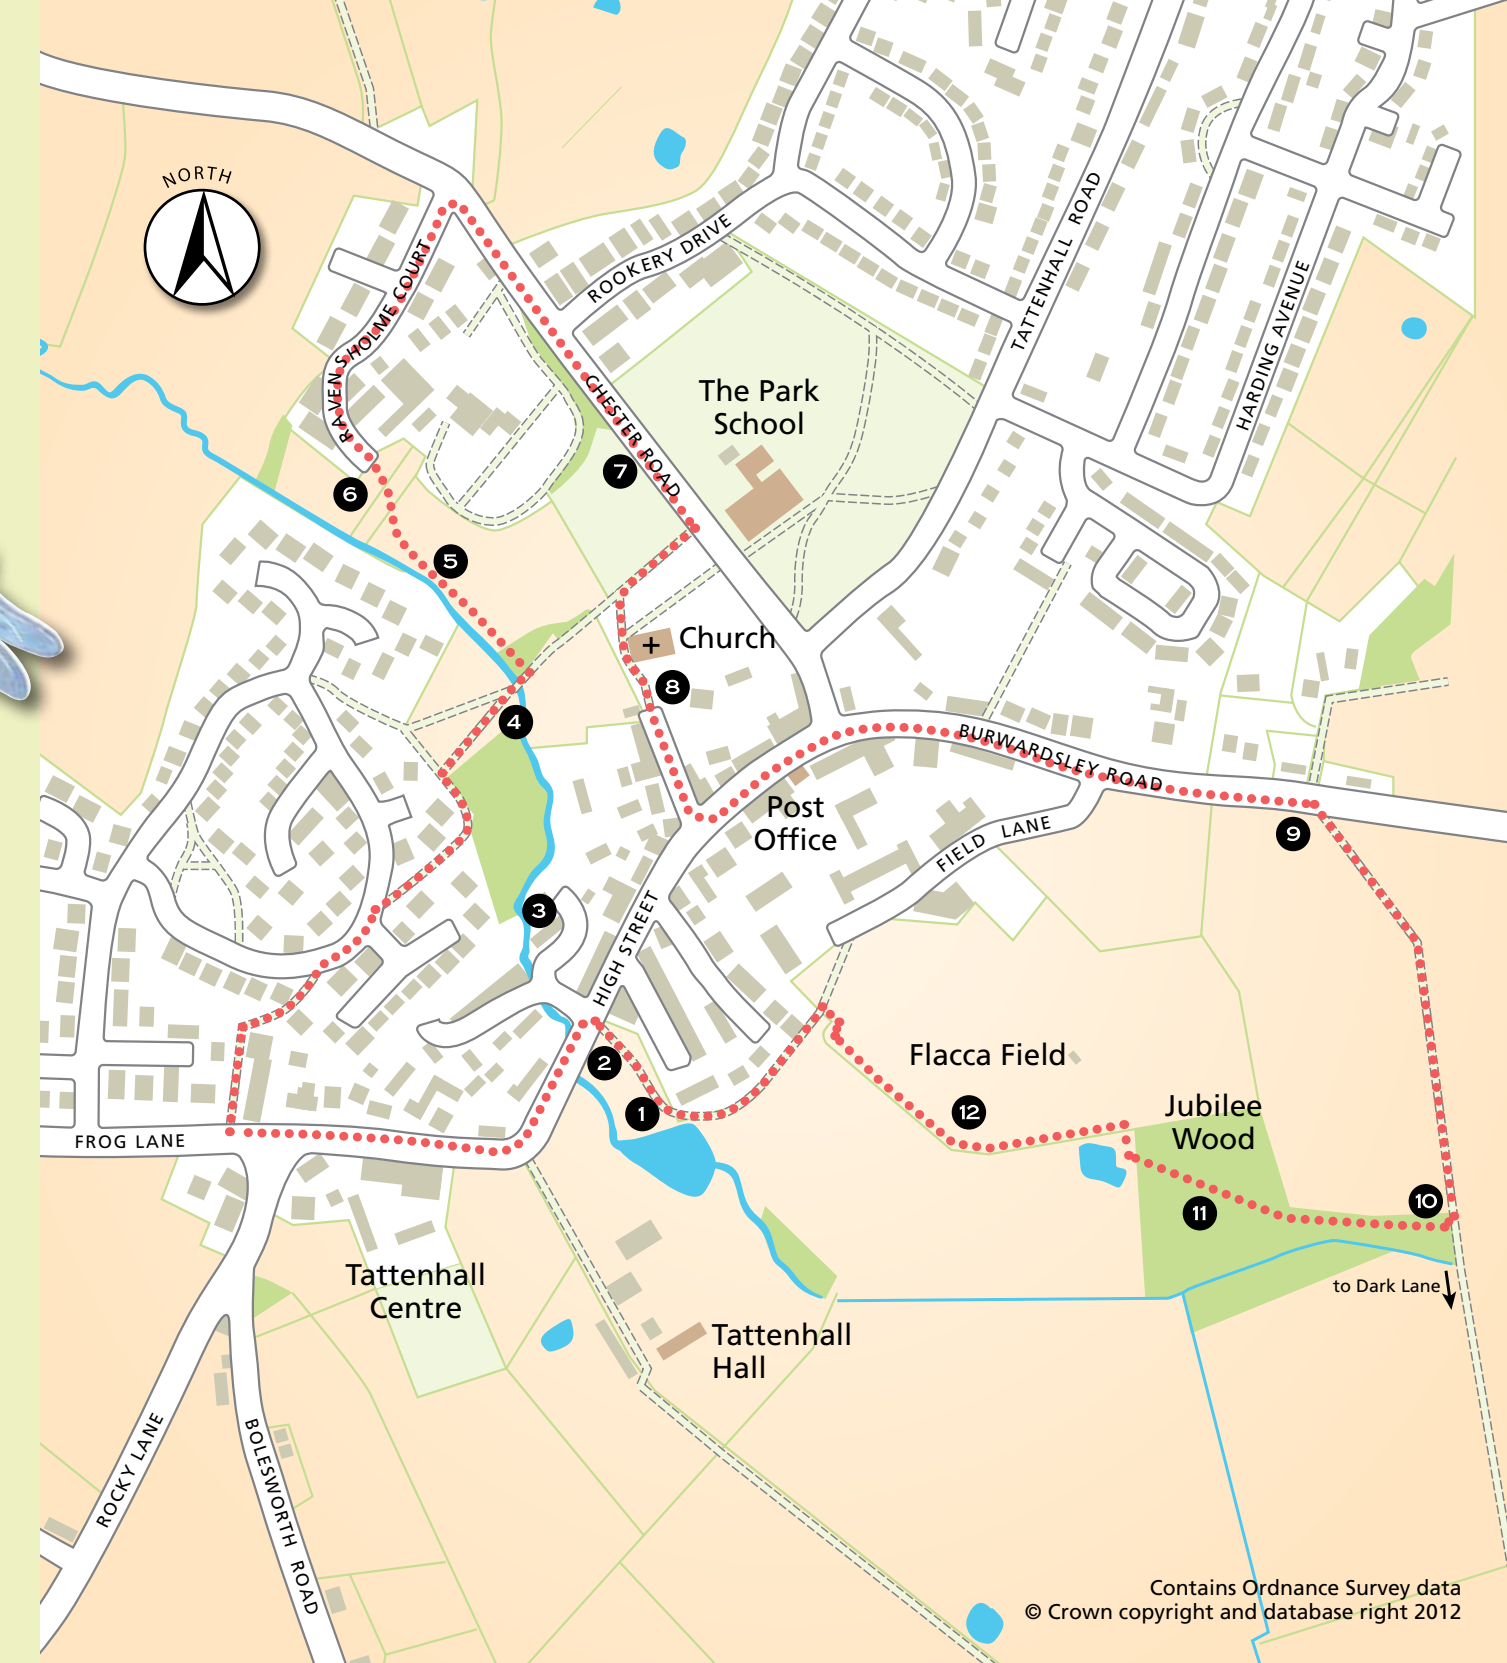 NORTH
ROOKERY DRIVE
TATTENHALL ROAD
RAVENSHOLME COURT
HARDING AVENUE
The Park
School
CHESTER ROAD
7
6
5
Church
8
4
BURWARDSLEY ROAD
Post
Office
FIELD LANE
9
3
HIGH STREET
2
1
Flacca Field
12
Jubilee
Wood
FROG LANE
10
11
Tattenhall
Centre
to Dark Lane
Tattenhall
Hall
ROCKY LANE
BOLESWORTH ROAD
Contains Ordnance Survey data
© Crown copyright and database right 2012